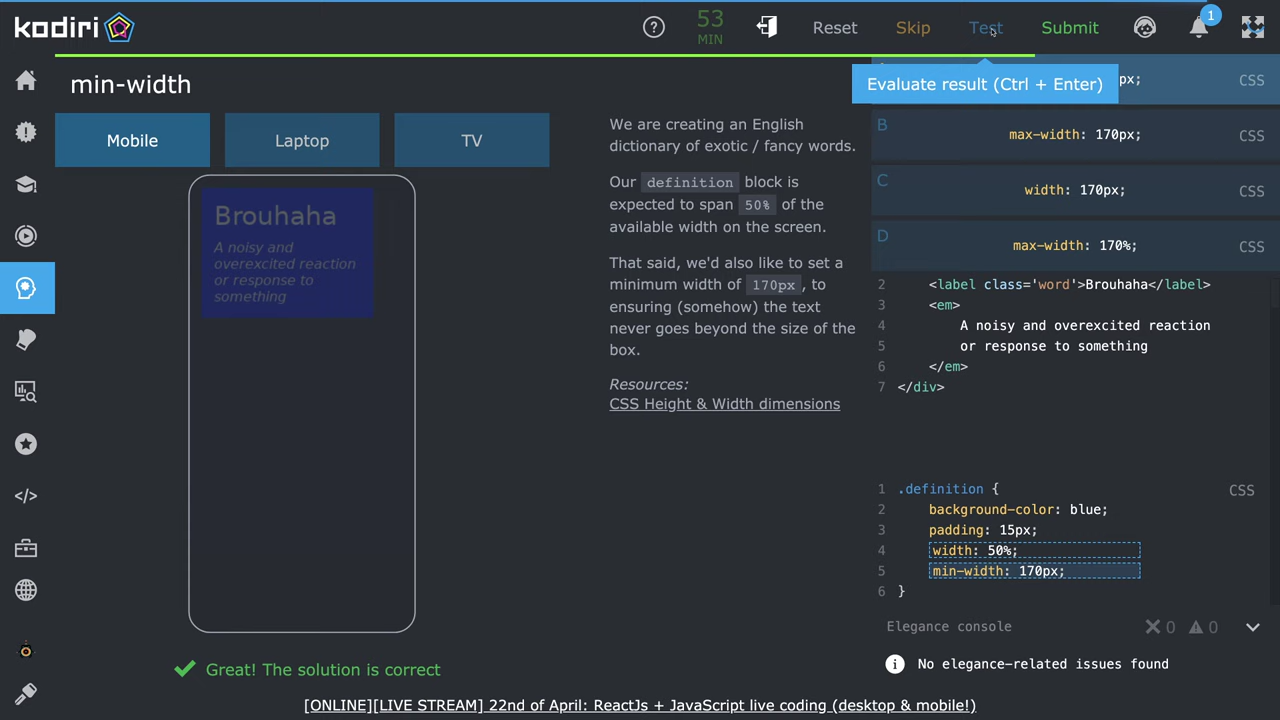 kodiri
53
MIN
Reset
Skip
Test
Submit
1
Evaluate result (Ctrl + Enter)
min-width
Mobile
Laptop
TV
Brouhaha
A noisy and
overexcited reaction
or response to
something
We are creating an English
dictionary of exotic / fancy words.
Our definition block is
expected to span 50% of the
available width on the screen.
That said, we'd also like to set a
minimum width of 170px, to
ensuring (somehow) the text
never goes beyond the size of the
box.
Resources:
CSS Height & Width dimensions
px; CSS
B max-width: 170px; CSS
C width: 170px; CSS
D max-width: 170%; CSS
2 <label class='word'>Brouhaha</label>
3 <em>
4 A noisy and overexcited reaction
5 or response to something
6 </em>
7 </div>
1 .definition { CSS
2 background-color: blue;
3 padding: 15px;
4 width: 50%;
5 min-width: 170px;
6 }
Elegance console 0 0
No elegance-related issues found
Great! The solution is correct
[ONLINE][LIVE STREAM] 22nd of April: ReactJs + JavaScript live coding (desktop & mobile!)